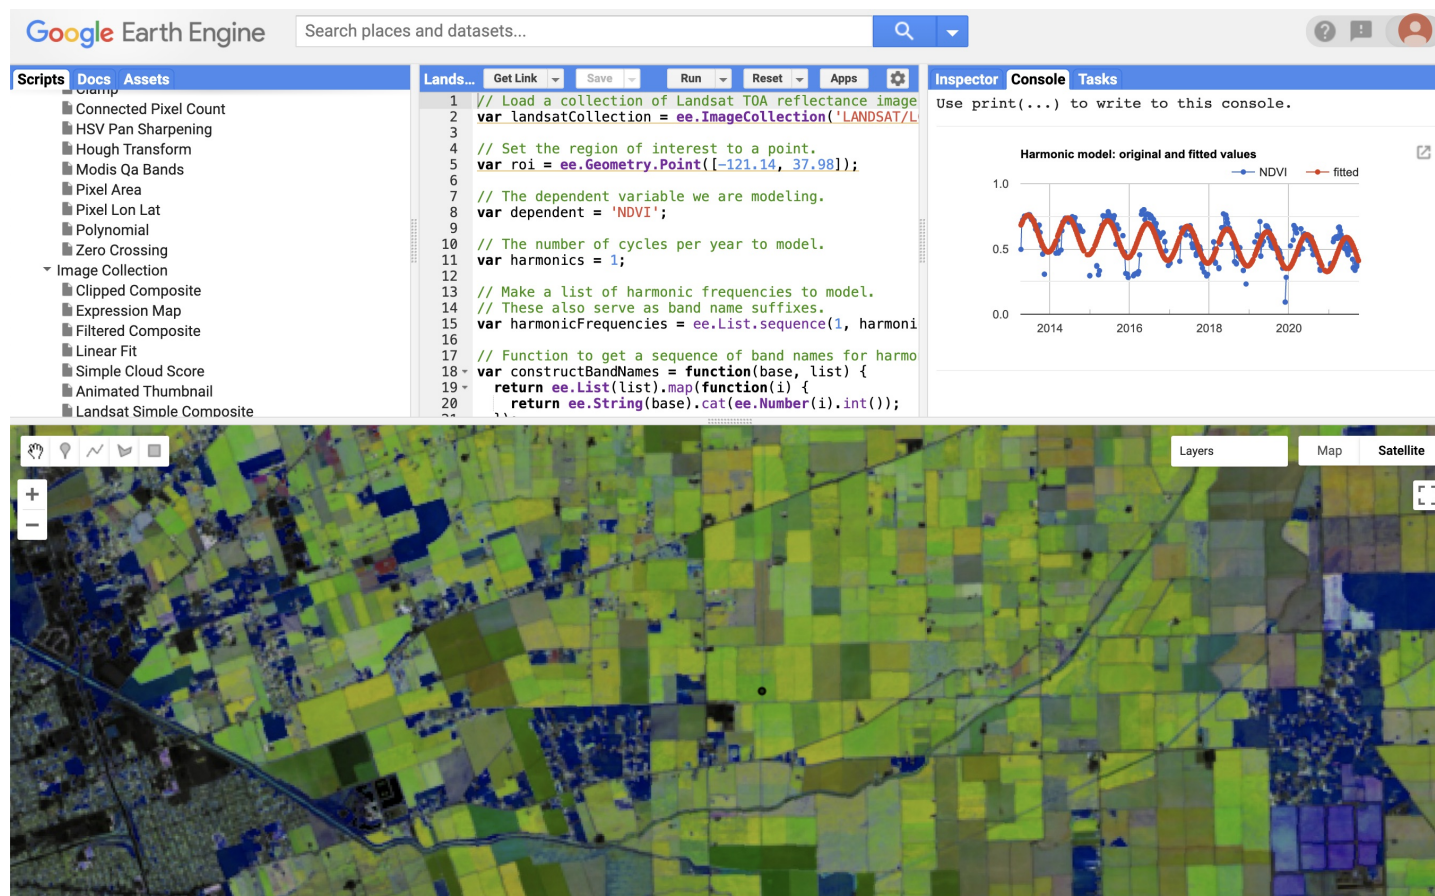 Google Earth Engine
Search places and datasets...
Scripts Docs Assets
Clamp
Connected Pixel Count
HSV Pan Sharpening
Hough Transform
Modis Qa Bands
Pixel Area
Pixel Lon Lat
Polynomial
Zero Crossing
Image Collection
Clipped Composite
Expression Map
Filtered Composite
Linear Fit
Simple Cloud Score
Animated Thumbnail
Landsat Simple Composite
Lands... Get Link Save Run Reset Apps
1 // Load a collection of Landsat TOA reflectance image
2 var landsatCollection = ee.ImageCollection('LANDSAT/L
3
4 // Set the region of interest to a point.
5 var roi = ee.Geometry.Point([-121.14, 37.98]);
6
7 // The dependent variable we are modeling.
8 var dependent = 'NDVI';
9
10 // The number of cycles per year to model.
11 var harmonics = 1;
12
13 // Make a list of harmonic frequencies to model.
14 // These also serve as band name suffixes.
15 var harmonicFrequencies = ee.List.sequence(1, harmoni
16
17 // Function to get a sequence of band names for harmo
18 var constructBandNames = function(base, list) {
19 return ee.List(list).map(function(i) {
20 return ee.String(base).cat(ee.Number(i).int());
21 });
Inspector Console Tasks
Use print(...) to write to this console.
Harmonic model: original and fitted values
NDVI fitted
1.0
0.5
0.0
2014 2016 2018 2020
Layers
Map Satellite